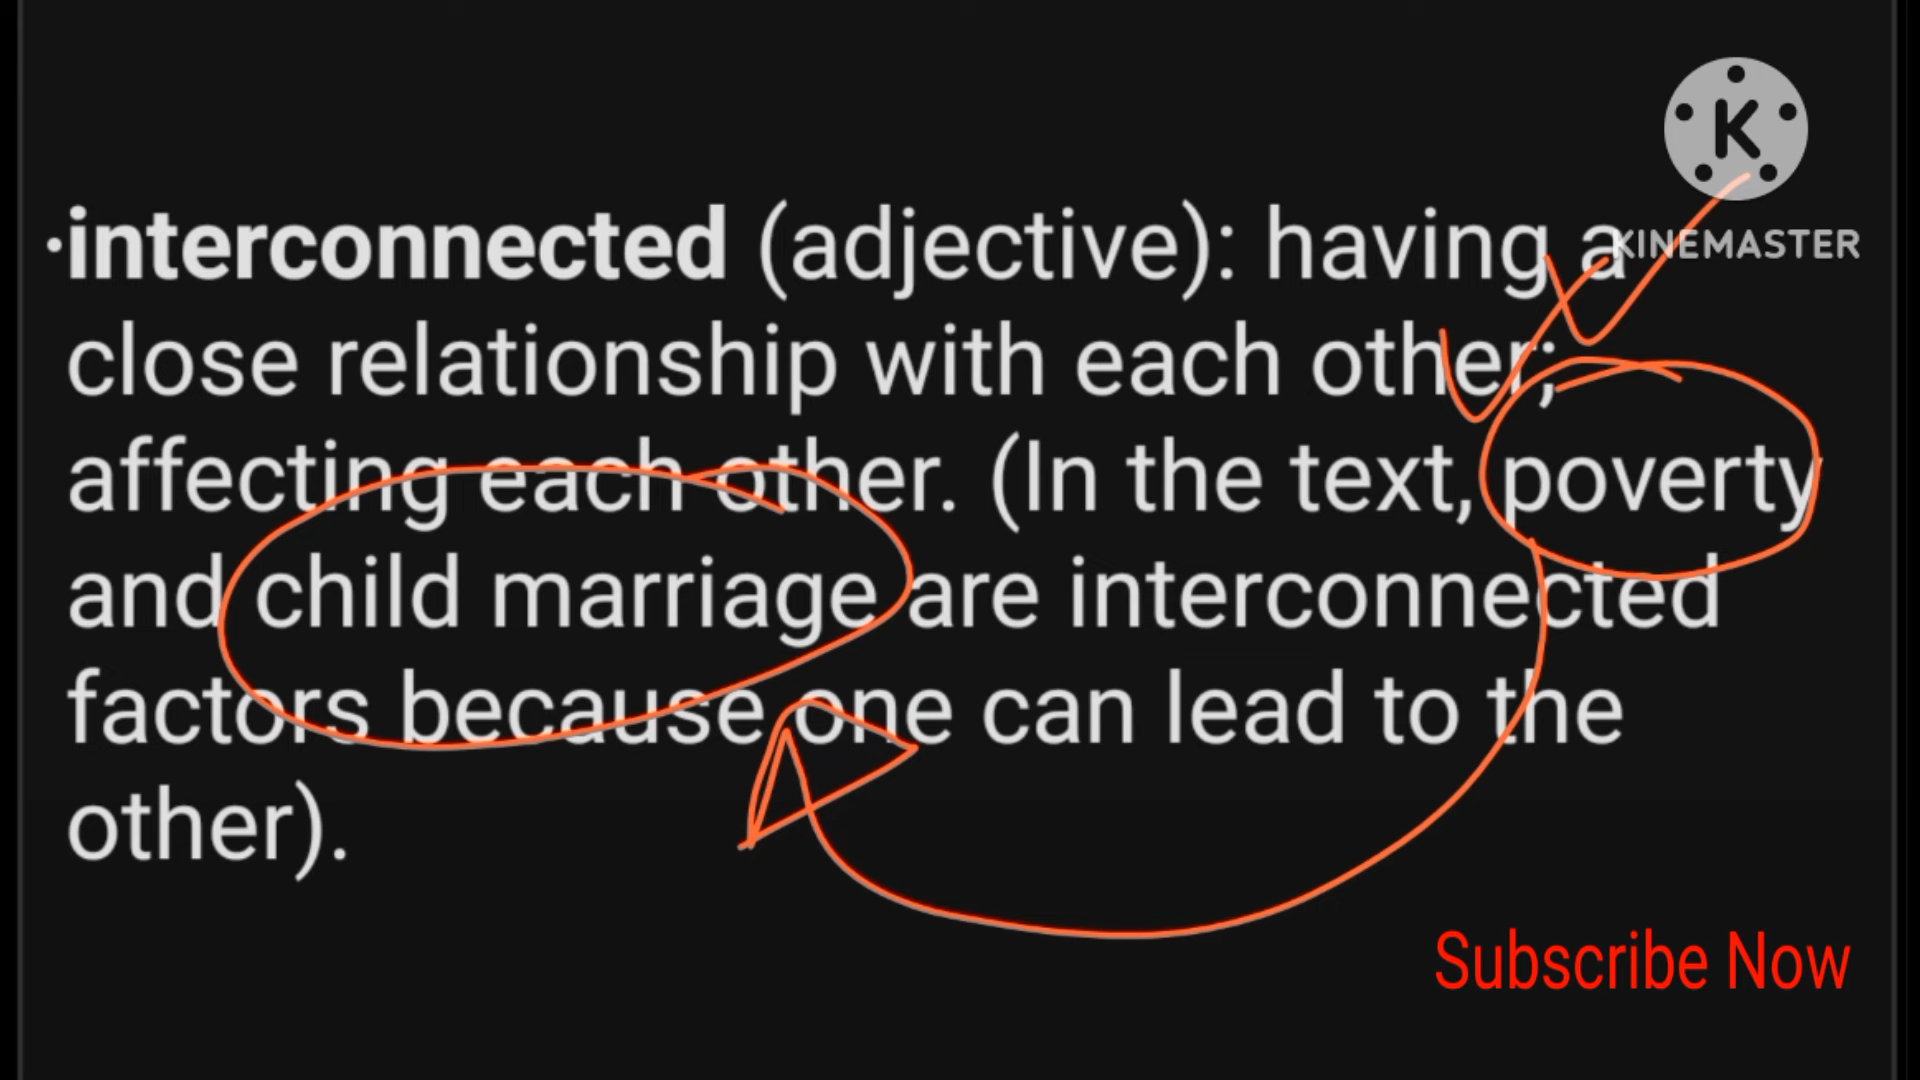 K
KINEMASTER
•interconnected (adjective): having a
close relationship with each other;
affecting each other. (In the text, poverty
and child marriage are interconnected
factors because one can lead to the
other).
Subscribe Now